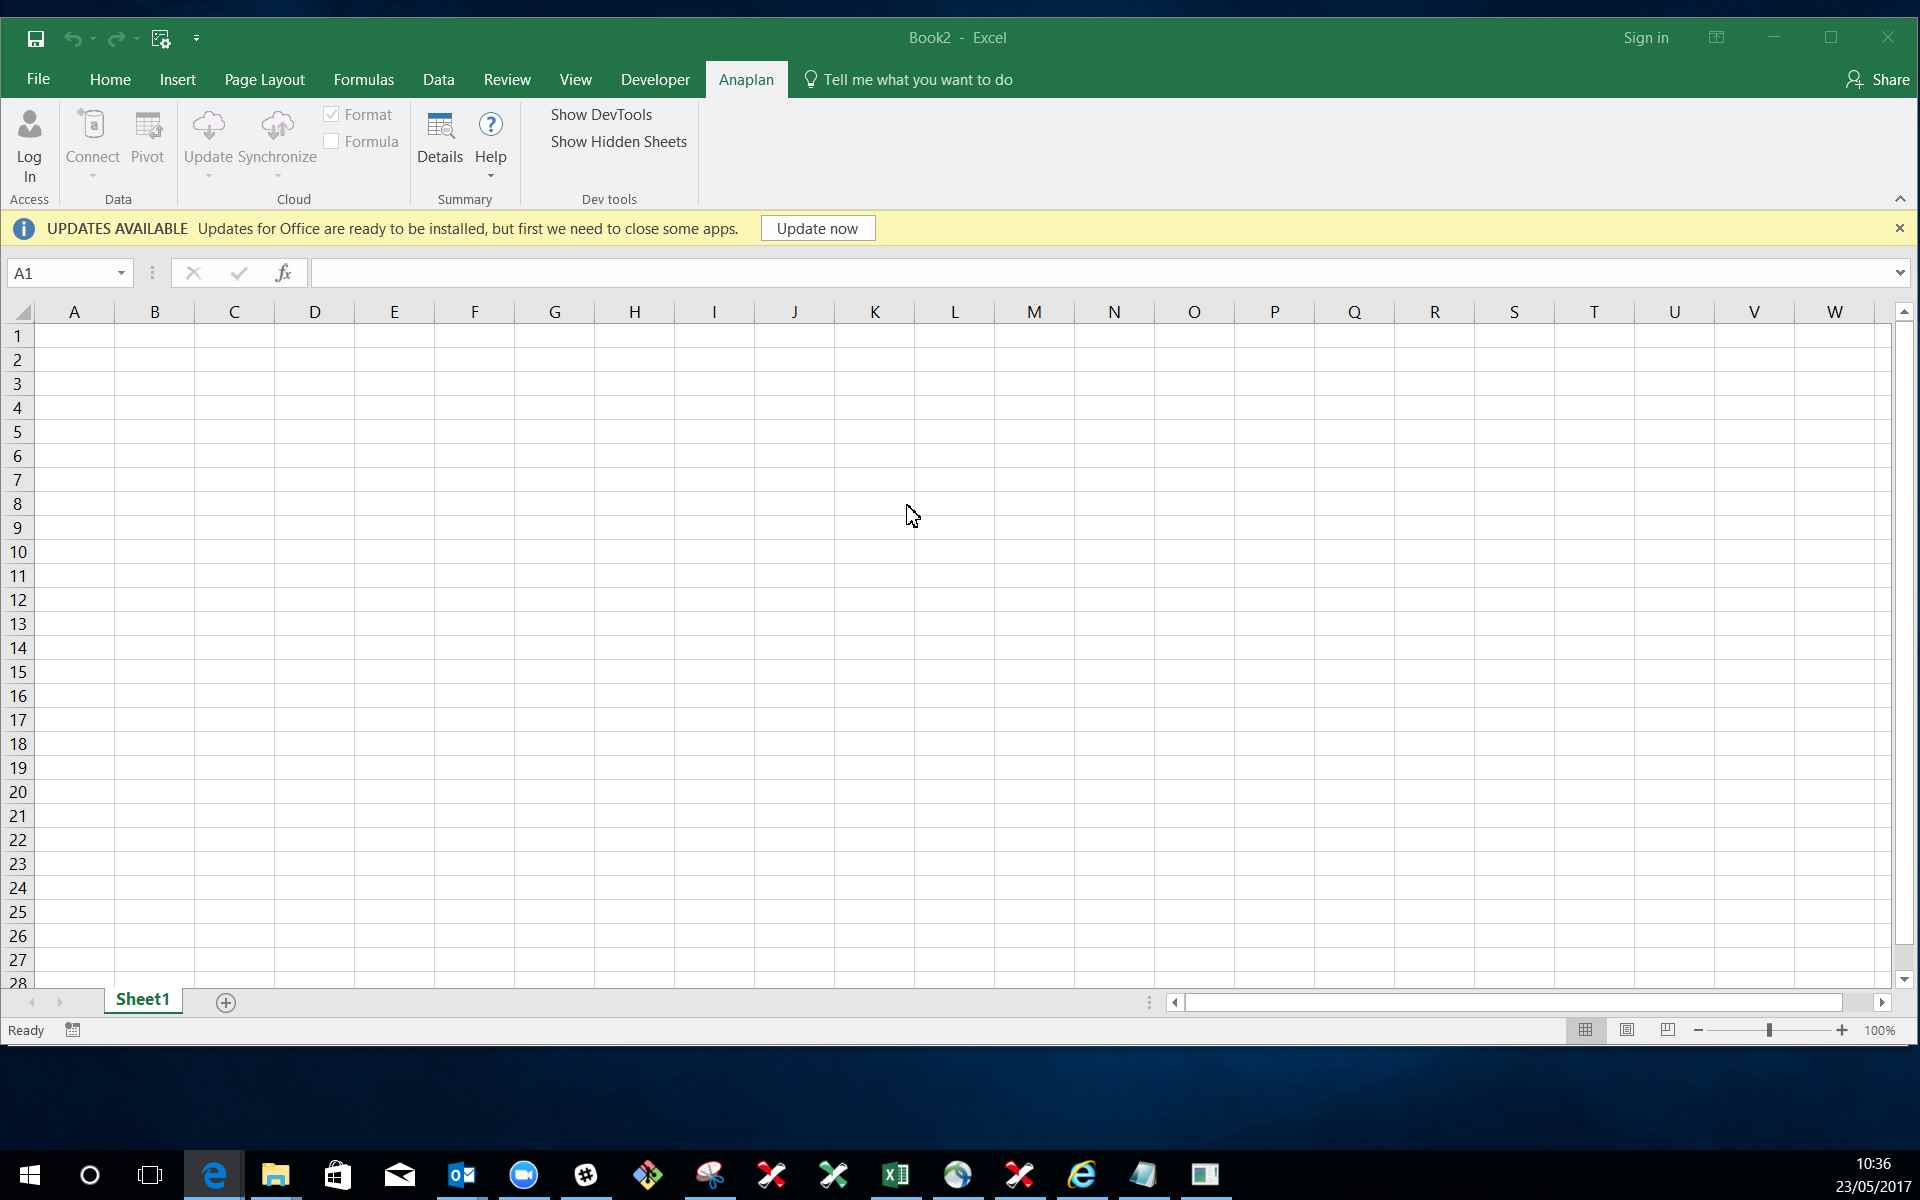 Book2 - Excel
Sign in
File Home Insert Page Layout Formulas Data Review View Developer Anaplan Tell me what you want to do Share
Log In
Connect
Pivot
Update
Synchronize
Format
Formula
Details
Help
Show DevTools
Show Hidden Sheets
Access Data Cloud Summary Dev tools
UPDATES AVAILABLE Updates for Office are ready to be installed, but first we need to close some apps. Update now
A1 fx
A B C D E F G H I J K L M N O P Q R S T U V W
1
2
3
4
5
6
7
8
9
10
11
12
13
14
15
16
17
18
19
20
21
22
23
24
25
26
27
28
Sheet1
Ready 100%
10:36
23/05/2017